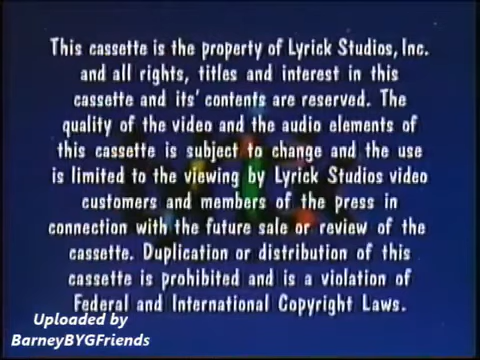 This cassette is the property of Lyrick Studios, Inc.
and all rights, titles and interest in this
cassette and its' contents are reserved. The
quality of the video and the audio elements of
this cassette is subject to change and the use
is limited to the viewing by Lyrick Studios video
customers and members of the press in
connection with the future sale or review of the
cassette. Duplication or distribution of this
cassette is prohibited and is a violation of
Federal and International Copyright Laws.
Uploaded by
BarneyBYGFriends